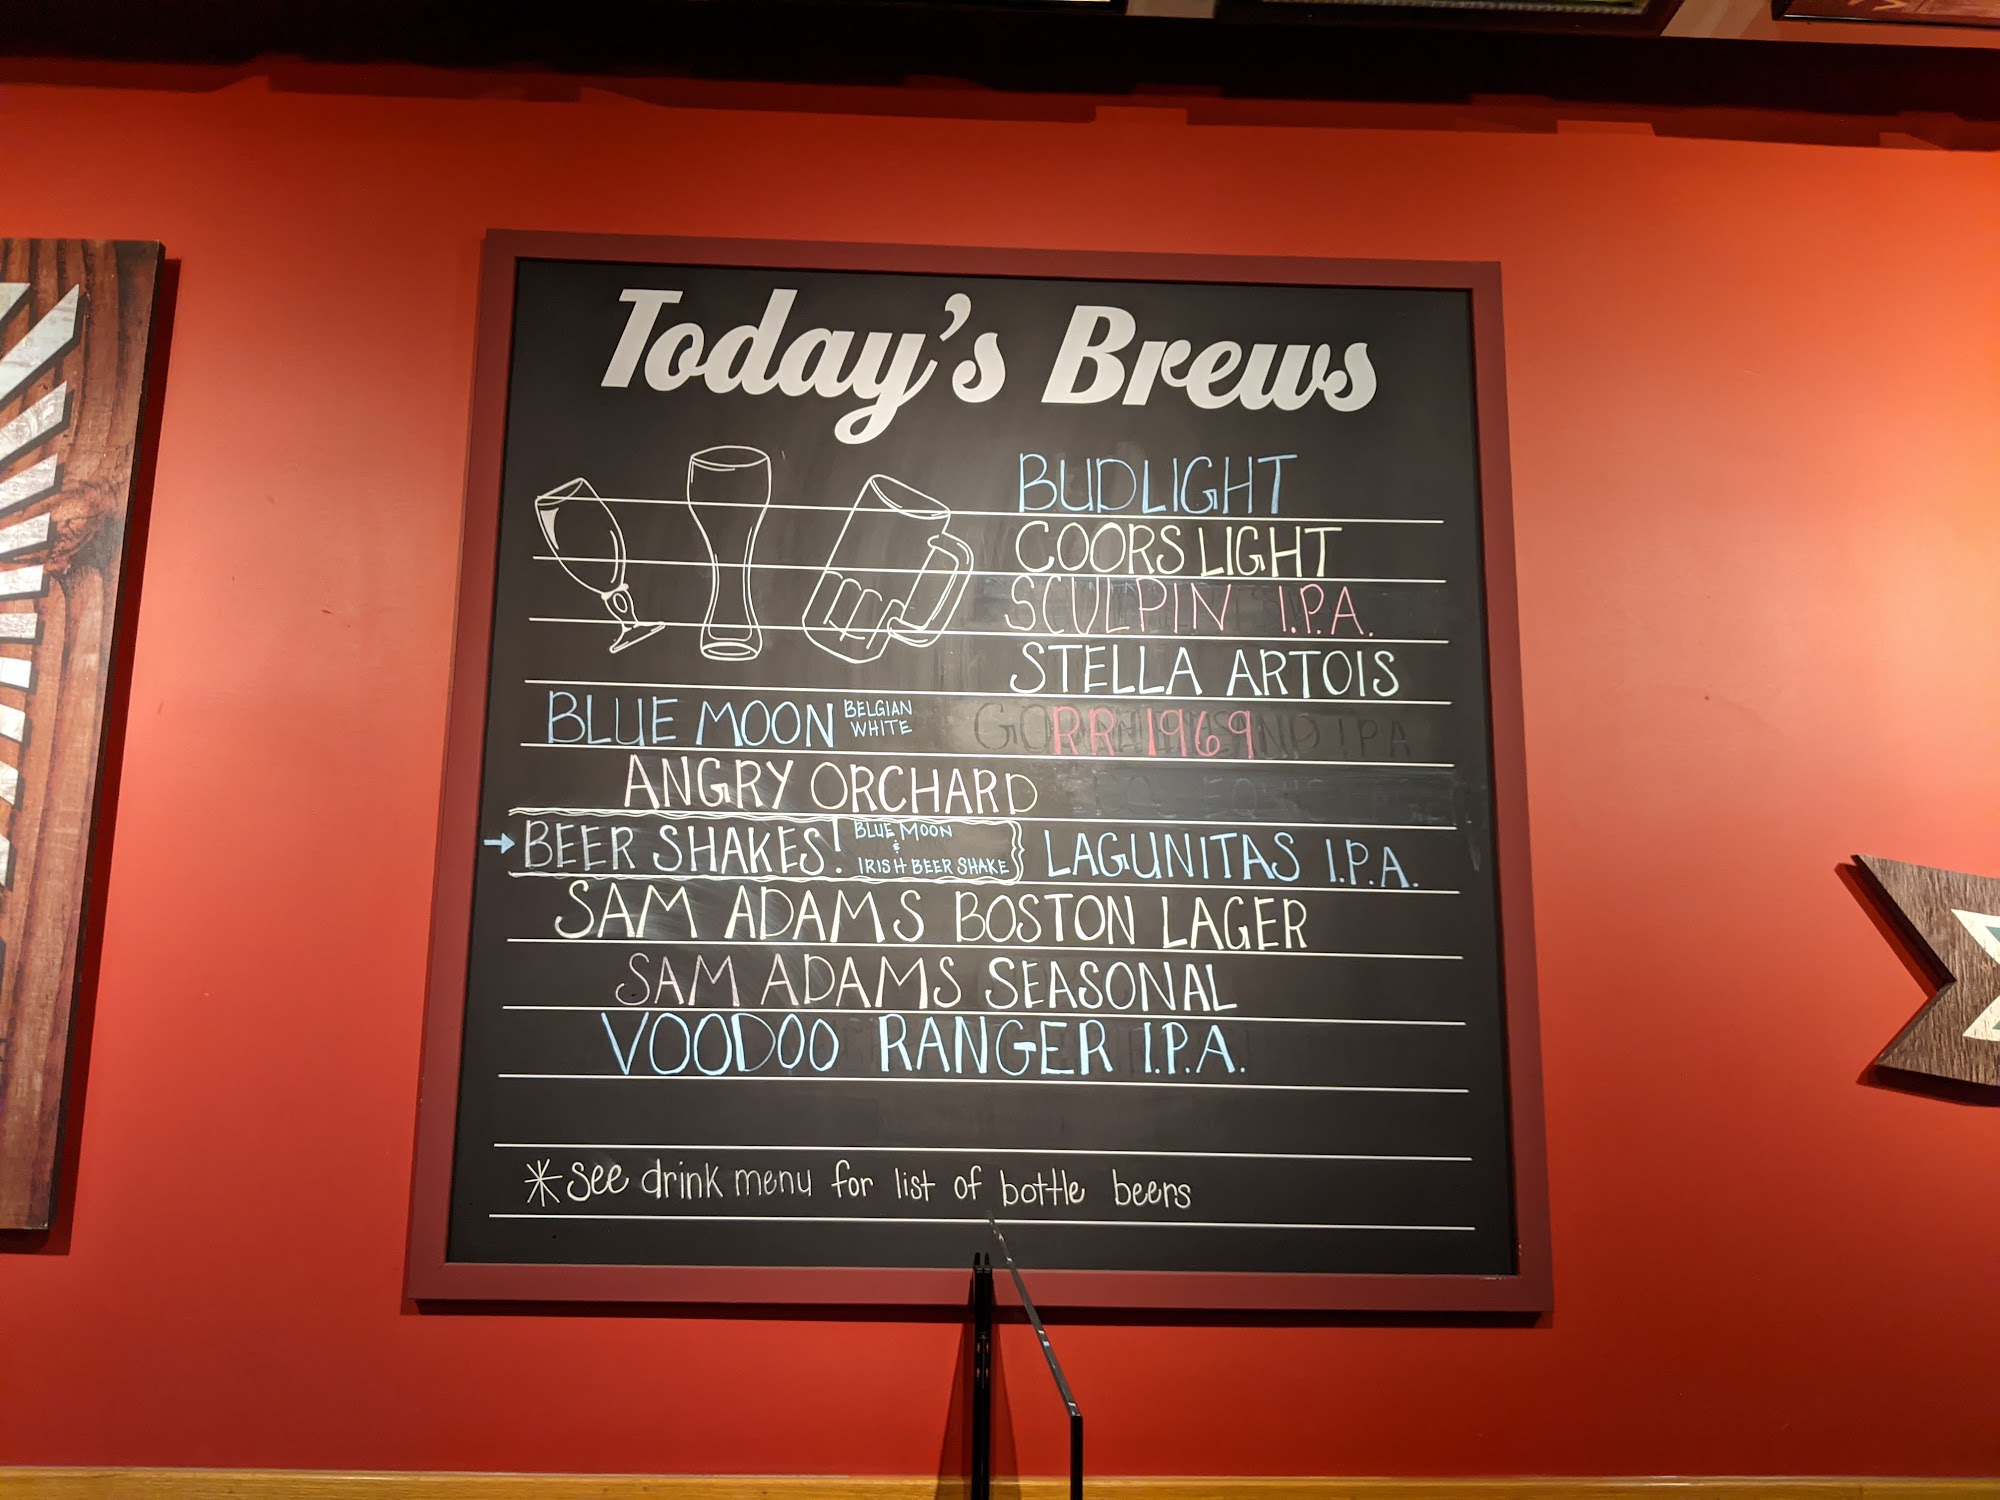 Today's Brews
BUDLIGHT
COORS LIGHT
SCULPIN I.P.A.
STELLA ARTOIS
BLUE MOON BELGIAN WHITE RR 1969
ANGRY ORCHARD
BEER SHAKES! BLUE MOON & IRISH BEER SHAKE LAGUNITAS I.P.A.
SAM ADAMS BOSTON LAGER
SAM ADAMS SEASONAL
VOODOO RANGER I.P.A.
*see drink menu for list of bottle beers